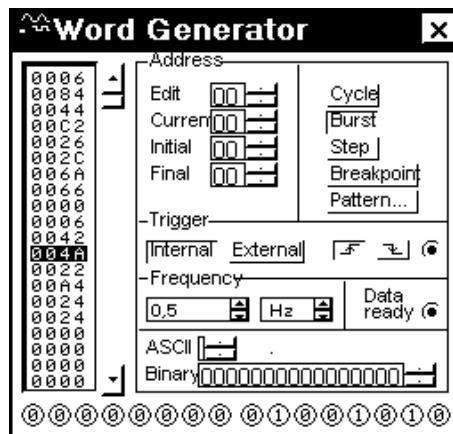 Word Generator
0006
0084
0044
00C2
0026
002C
006A
0066
0000
0006
0042
004A
0022
00A4
0024
0024
0000
0000
0000
0000
Address
Edit 00
Curren 00
Initial 00
Final 00
Cycle
Burst
Step
Breakpoint
Pattern...
Trigger
Internal External
Frequency
0,5 Hz
Data
ready
ASCII .
Binary 0000000000000000
0 0 0 0 0 0 0 0 0 1 0 0 1 0 1 0